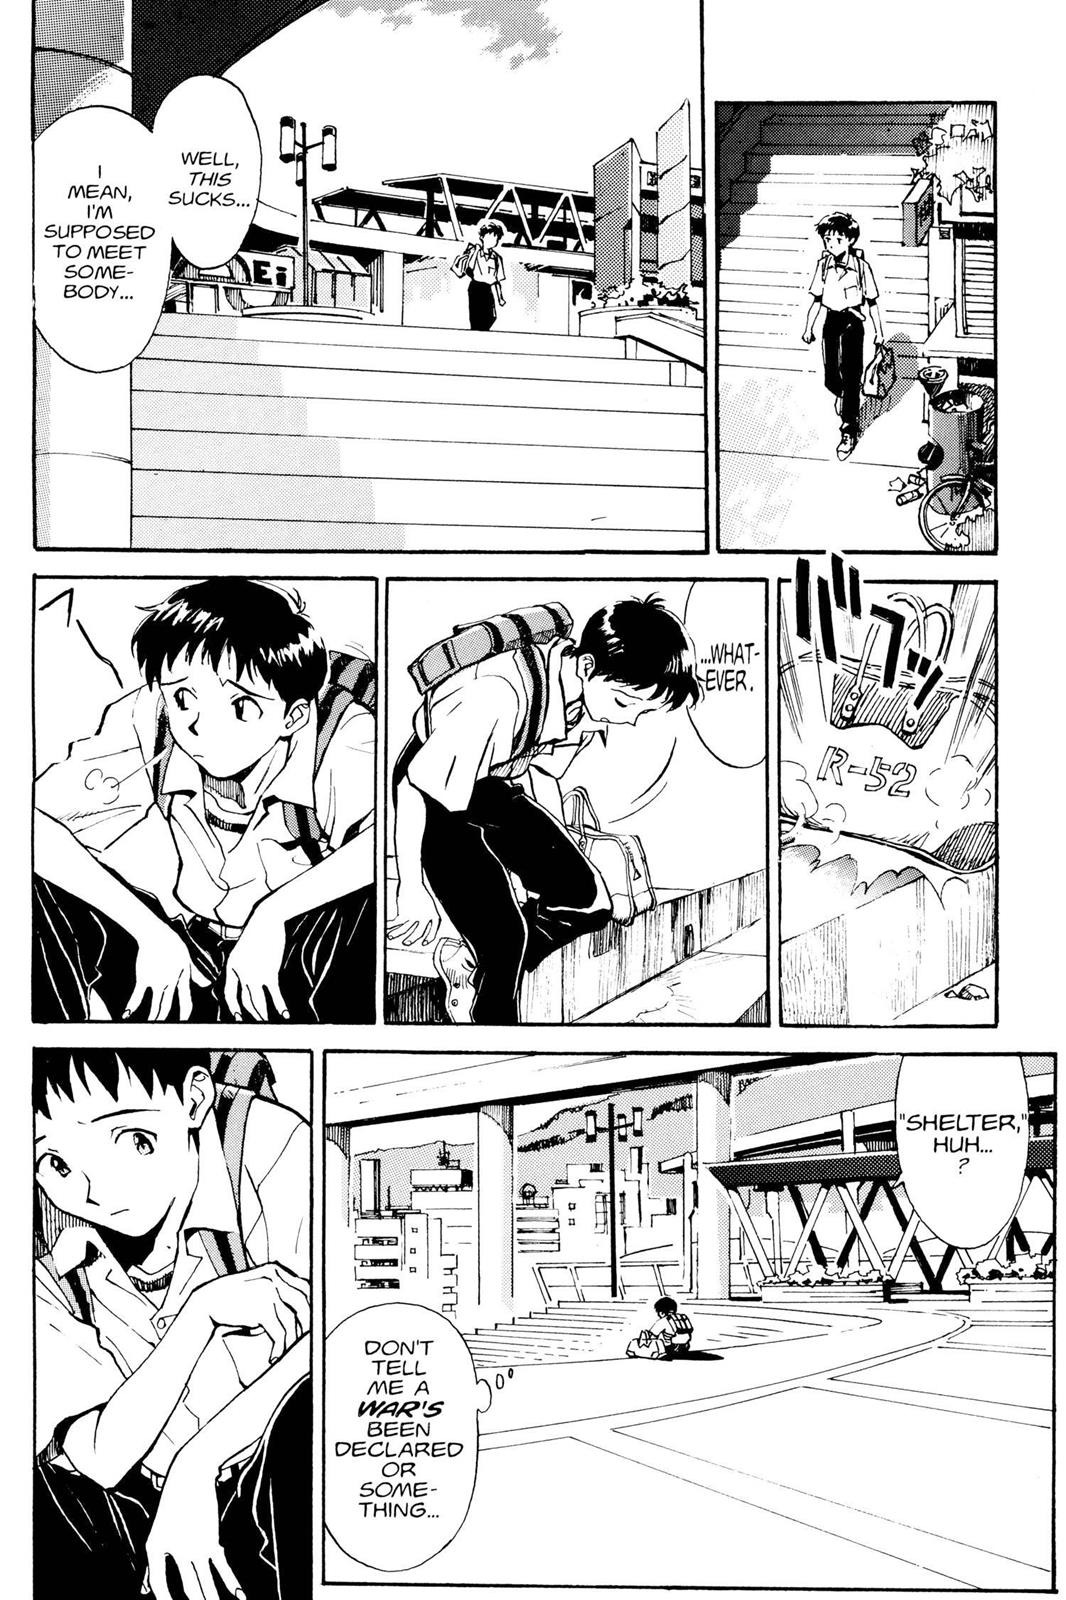 WELL,
THIS
SUCKS...
I
MEAN,
I'M
SUPPOSED
TO MEET
SOME-
BODY...
Ei
...WHAT-
EVER.
R-52
"SHELTER,"
HUH...
?
DON'T
TELL
ME A
WAR'S
BEEN
DECLARED
OR
SOME-
THING...